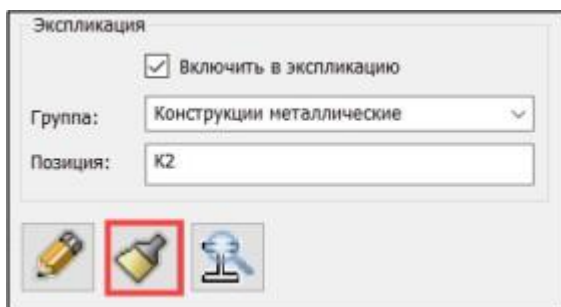 Экспликация
Включить в экспликацию
Группа:
Конструкции металлические
Позиция:
К2